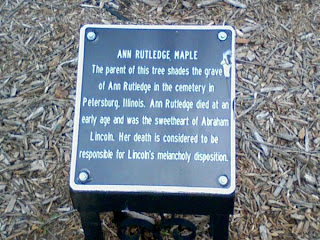 ANN RUTLEDGE MAPLE
The parent of this tree shades the grave
of Ann Rutledge in the cemetery in
Petersburg, Illinois. Ann Rutledge died at an
early age and was the sweetheart of Abraham
Lincoln. Her death is considered to be
responsible for Lincoln's melancholy disposition.